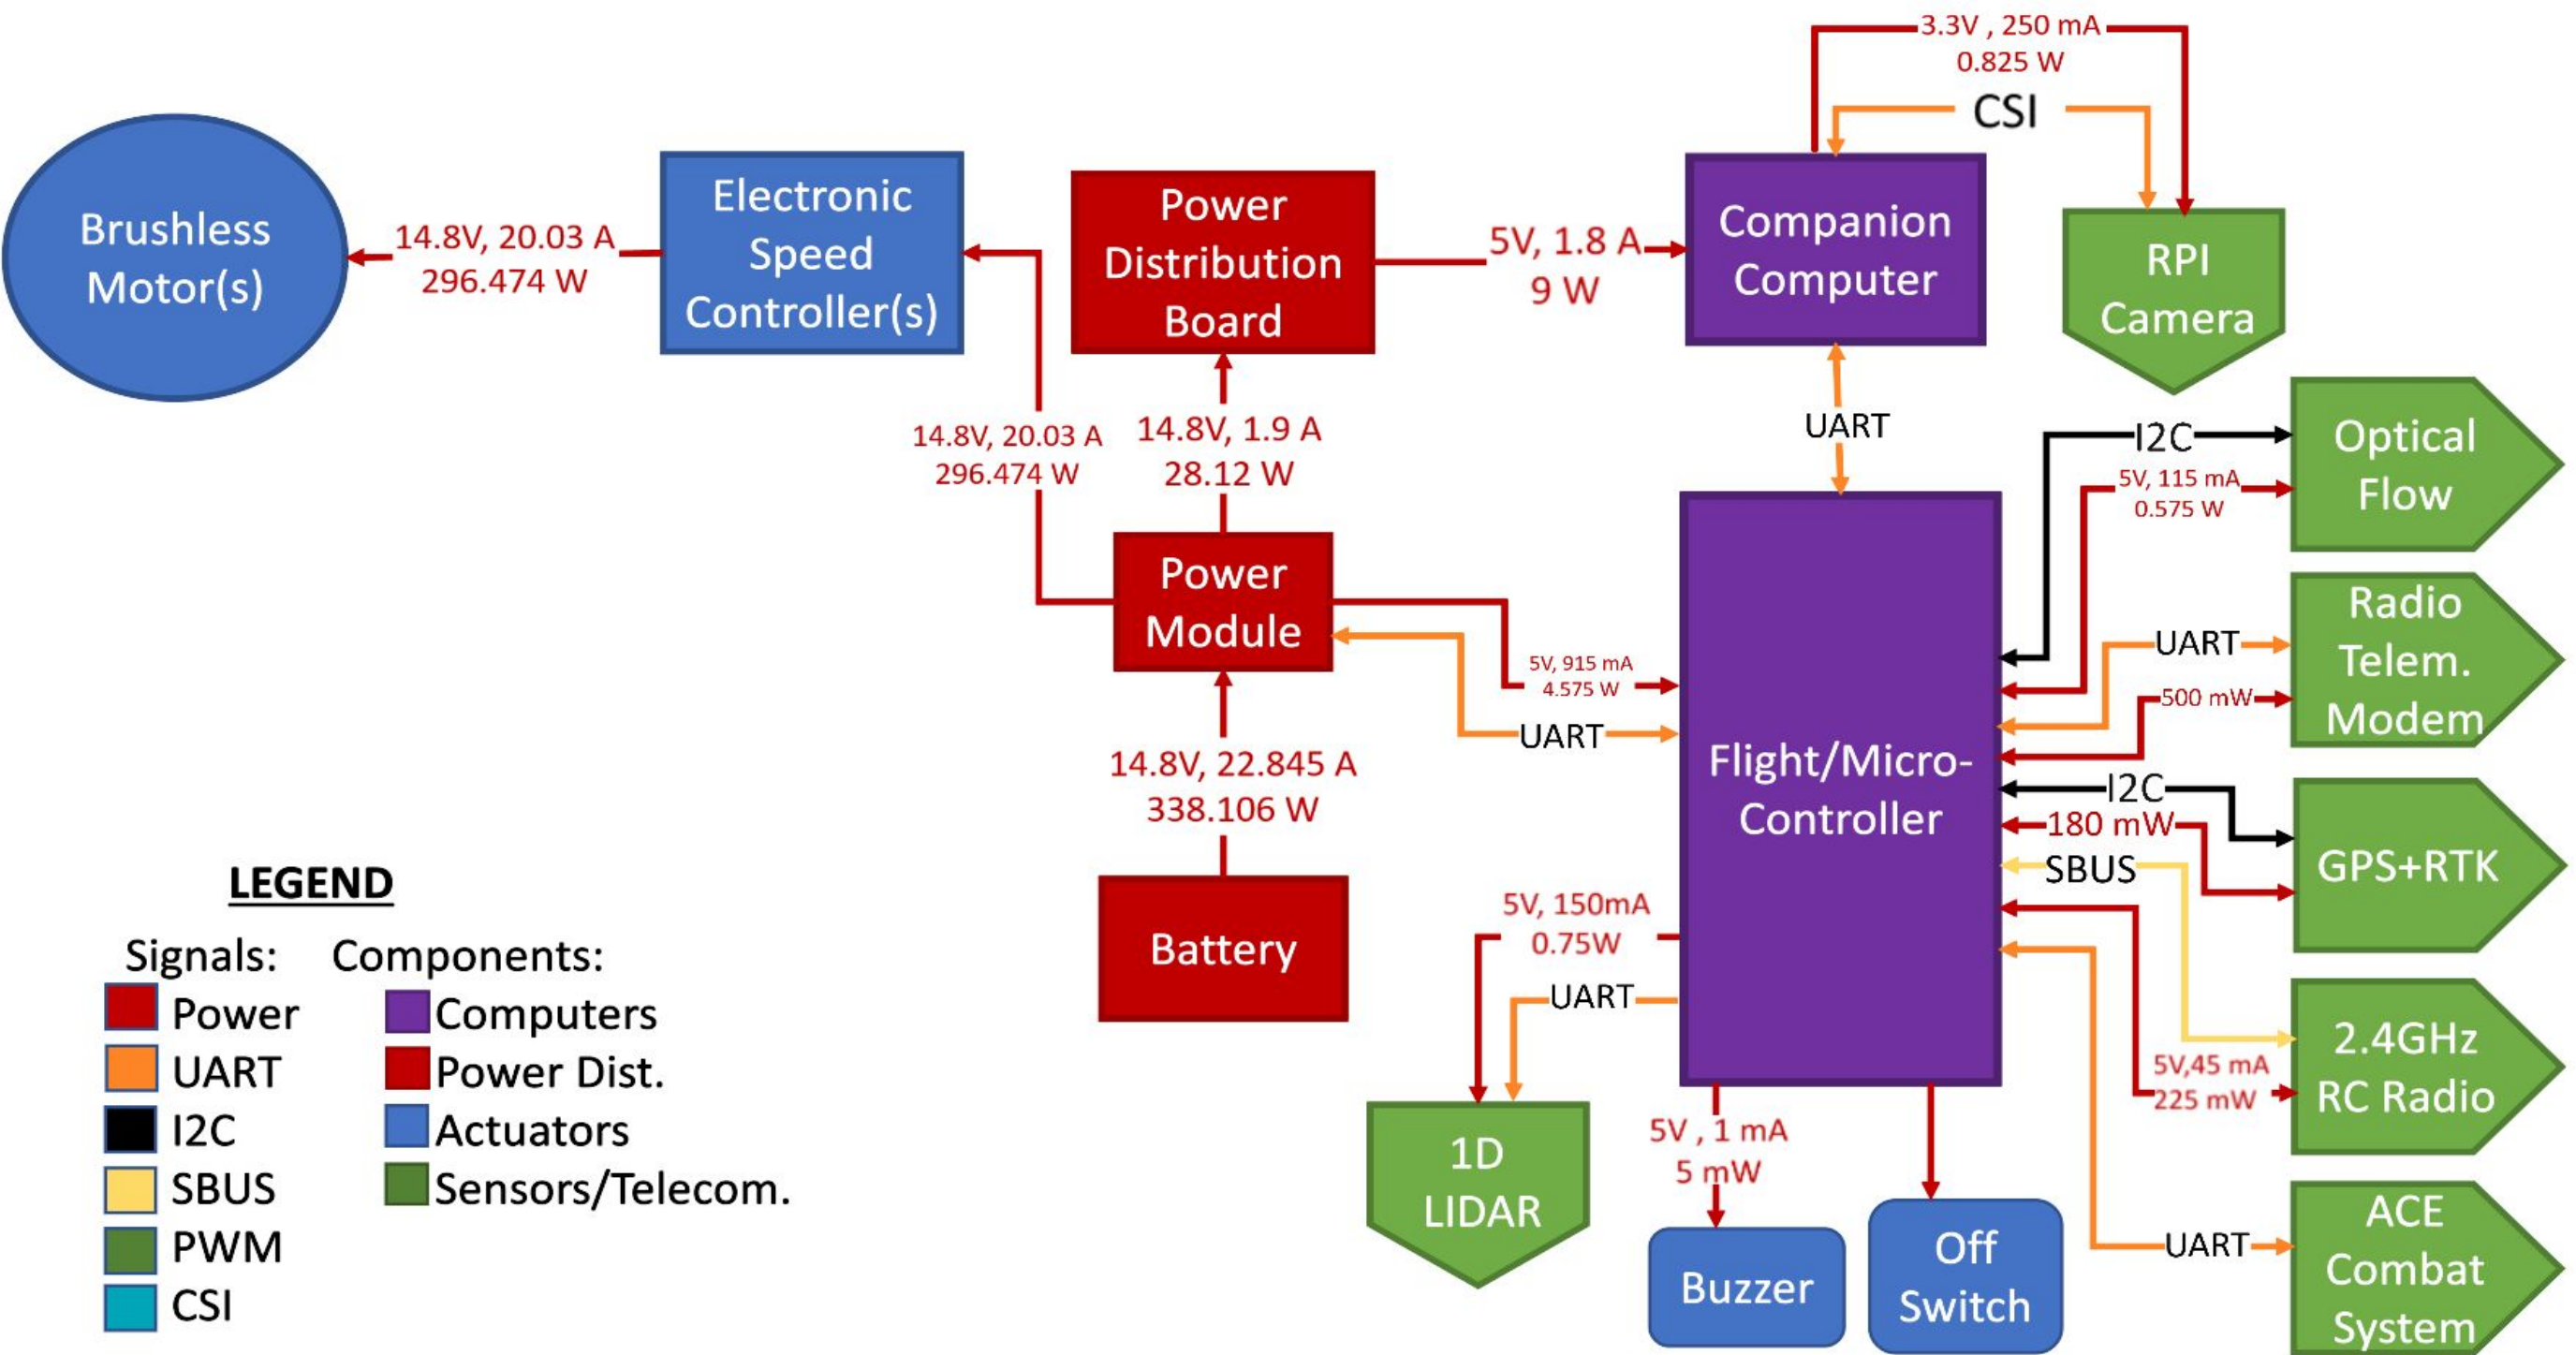 3.3V , 250 mA
0.825 W
CSI
Brushless
Motor(s)
14.8V, 20.03 A
296.474 W
Electronic
Speed
Controller(s)
Power
Distribution
Board
5V, 1.8 A
9 W
Companion
Computer
RPI
Camera
14.8V, 20.03 A
296.474 W
14.8V, 1.9 A
28.12 W
UART
I2C
5V, 115 mA
0.575 W
Optical
Flow
Power
Module
5V, 915 mA
4.575 W
UART
UART
500 mW
Radio
Telem.
Modem
14.8V, 22.845 A
338.106 W
Flight/Micro-
Controller
I2C
180 mW
SBUS
GPS+RTK
Battery
5V, 150mA
0.75W
UART
5V,45 mA
225 mW
2.4GHz
RC Radio
1D
LIDAR
5V , 1 mA
5 mW
Buzzer
Off
Switch
UART
ACE
Combat
System
LEGEND
Signals:
Power
UART
I2C
SBUS
PWM
CSI
Components:
Computers
Power Dist.
Actuators
Sensors/Telecom.